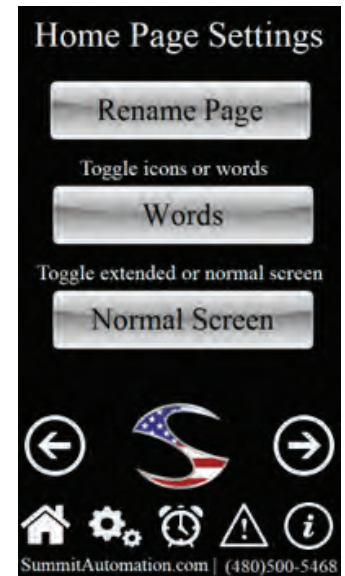 Home Page Settings
Rename Page
Toggle icons or words
Words
Toggle extended or normal screen
Normal Screen
SummitAutomation.com | (480)500-5468